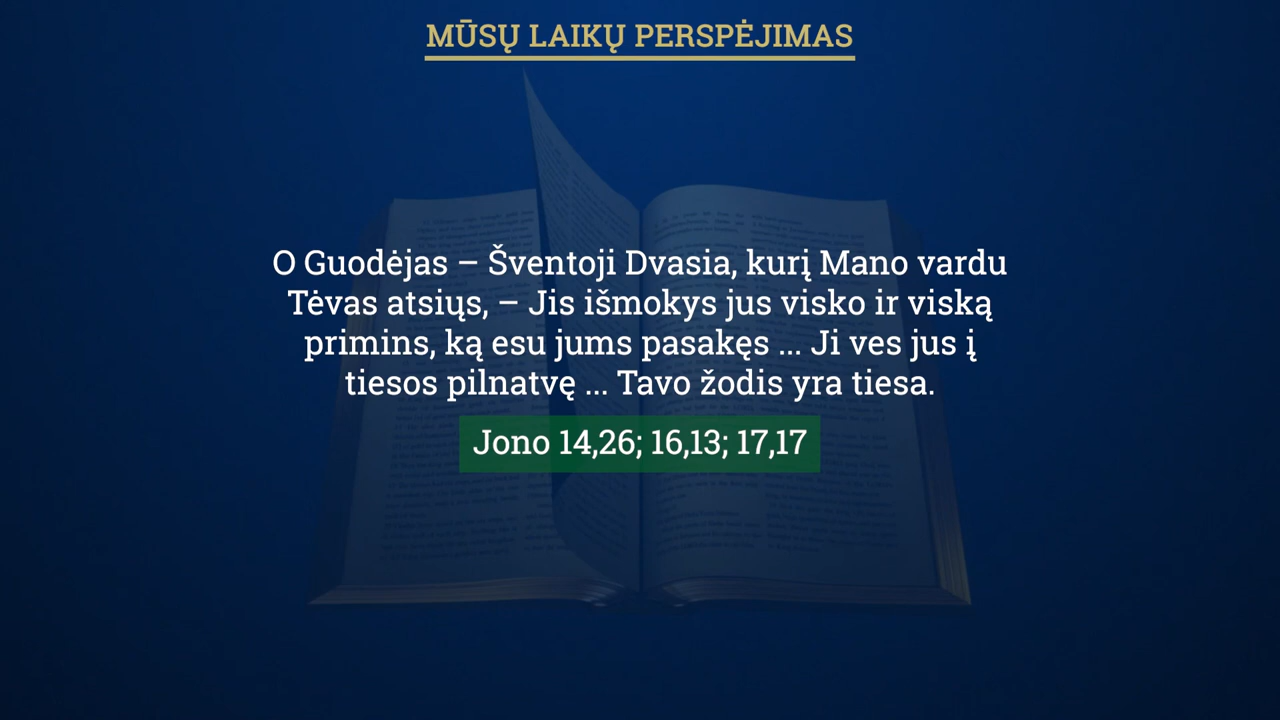 MŪSŲ LAIKŲ PERSPĖJIMAS
O Guodėjas – Šventoji Dvasia, kurį Mano vardu
Tėvas atsiųs, – Jis išmokys jus visko ir viską
primins, ką esu jums pasakęs ... Ji ves jus į
tiesos pilnatvę ... Tavo žodis yra tiesa.
Jono 14,26; 16,13; 17,17